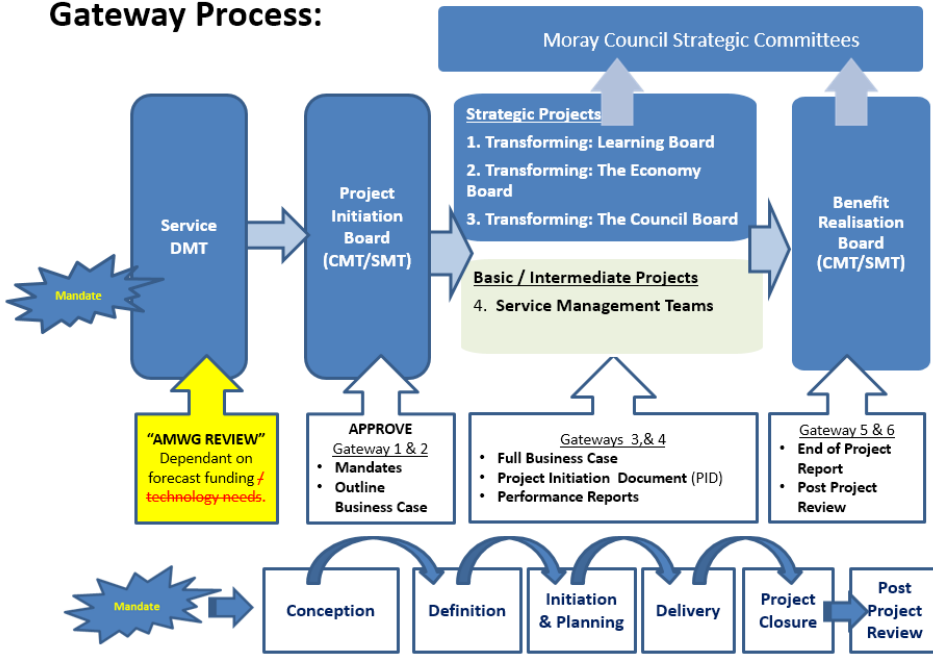 Gateway Process:
Moray Council Strategic Committees
Mandate
Service
DMT
Project
Initiation
Board
(CMT/SMT)
Strategic Projects
1. Transforming: Learning Board
2. Transforming: The Economy
Board
3. Transforming: The Council Board
Basic / Intermediate Projects
4. Service Management Teams
Benefit
Realisation
Board
(CMT/SMT)
“AMWG REVIEW”
Dependant on
forecast funding /
technology needs.
APPROVE
Gateway 1 & 2
• Mandates
• Outline
Business Case
Gateways 3,& 4
• Full Business Case
• Project Initiation Document (PID)
• Performance Reports
Gateway 5 & 6
• End of Project
Report
• Post Project
Review
Mandate
Conception
Definition
Initiation
& Planning
Delivery
Project
Closure
Post
Project
Review